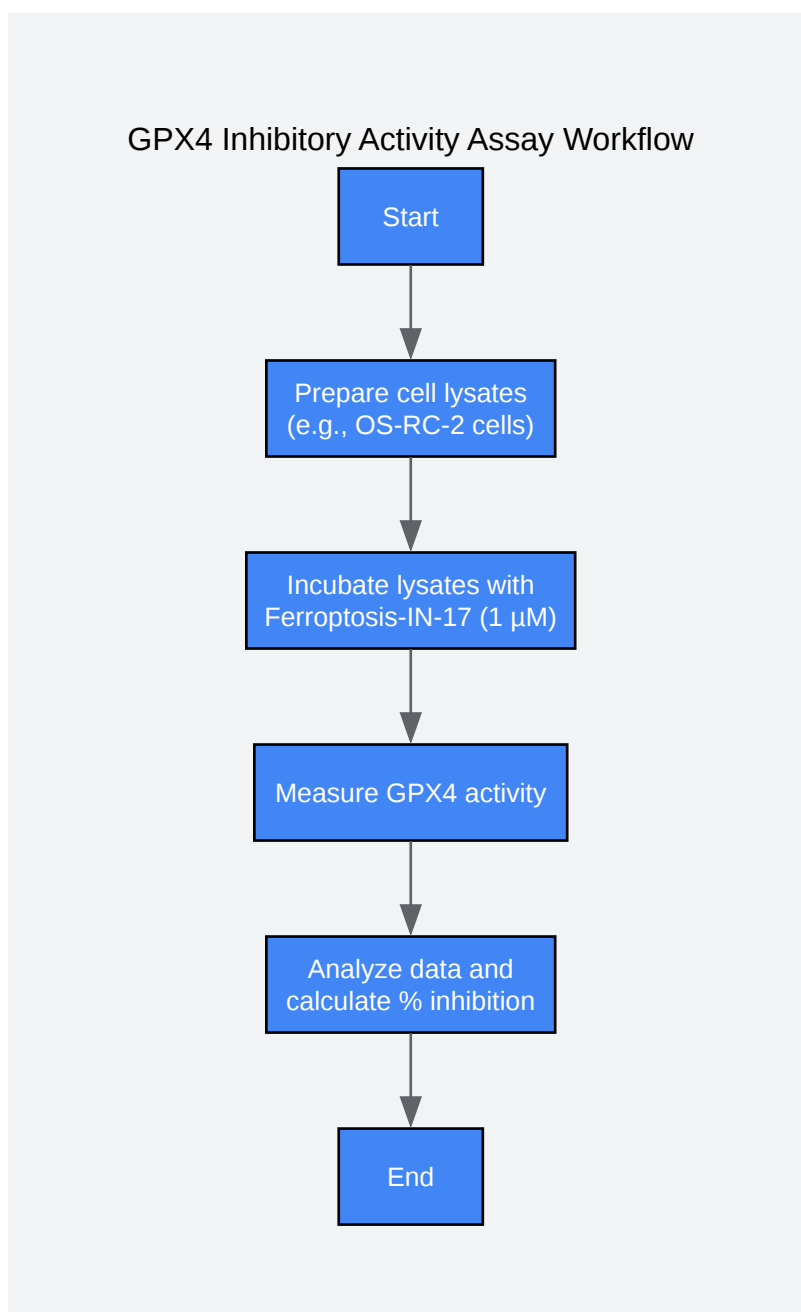 GPX4 Inhibitory Activity Assay Workflow
Start
Prepare cell lysates
(e.g., OS-RC-2 cells)
Incubate lysates with
Ferroptosis-IN-17 (1 µM)
Measure GPX4 activity
Analyze data and
calculate % inhibition
End